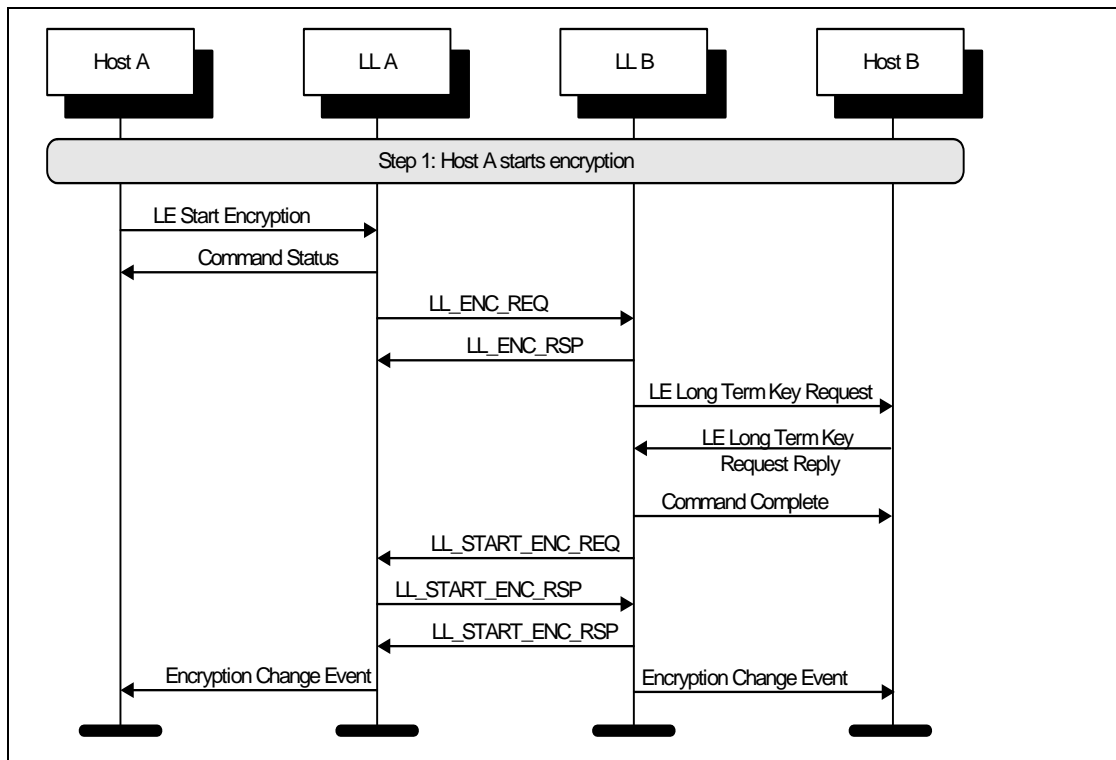 Host A
LL A
LL B
Host B
Step 1: Host A starts encryption
LE Start Encryption
Command Status
LL_ENC_REQ
LL_ENC_RSP
LE Long Term Key Request
LE Long Term Key
Request Reply
Command Complete
LL_START_ENC_REQ
LL_START_ENC_RSP
LL_START_ENC_RSP
Encryption Change Event
Encryption Change Event